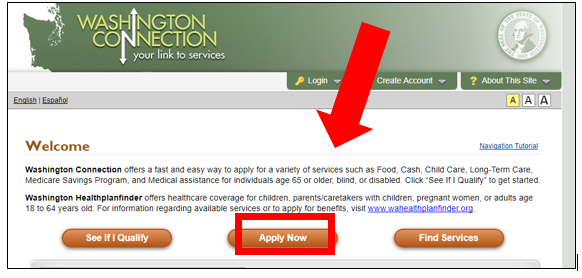 WASHINGTON
CONNECTION
your link to services
Login
Create Account
? About This Site
English | Español
A A A
Welcome
Navigation Tutorial
Washington Connection offers a fast and easy way to apply for a variety of services such as Food, Cash, Child Care, Long-Term Care,
Medicare Savings Program, and Medical assistance for individuals age 65 or older, blind, or disabled. Click "See If I Qualify" to get started.
Washington Healthplanfinder offers healthcare coverage for children, parents/caretakers with children, pregnant women, or adults age
18 to 64 years old. For information regarding available services or to apply for benefits, visit www.wahealthplanfinder.org.
See If I Qualify
Apply Now
Find Services